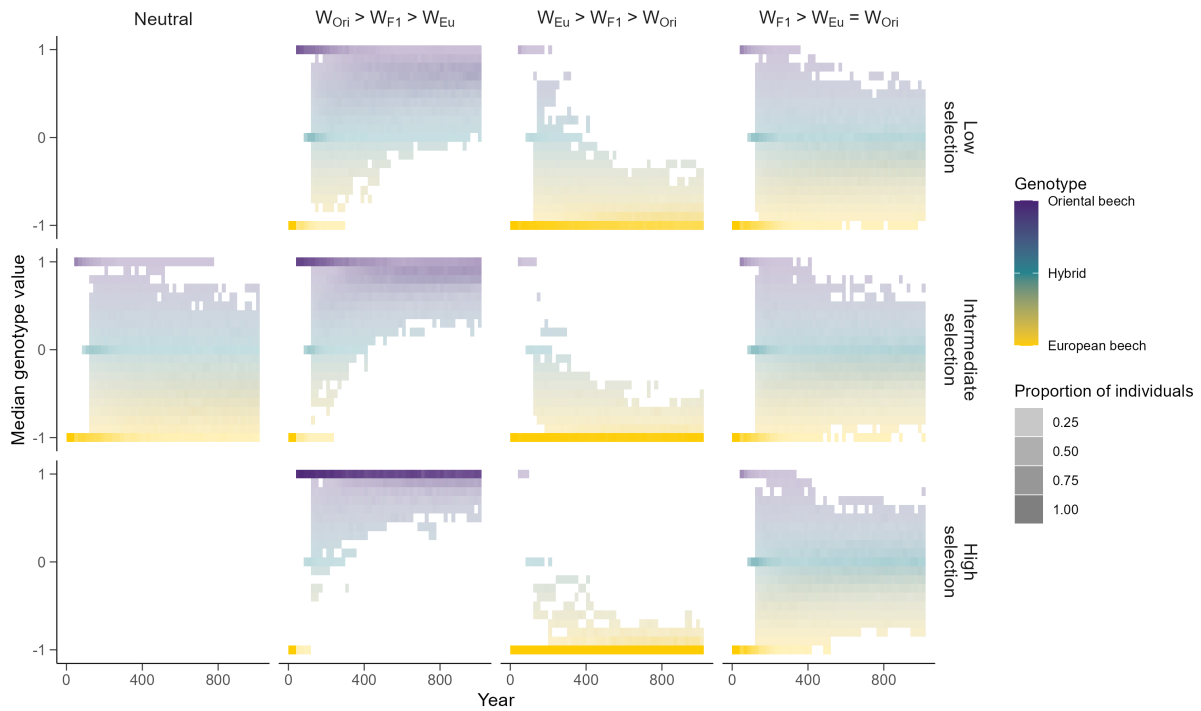 Neutral
W_Ori > W_F1 > W_Eu
W_Eu > W_F1 > W_Ori
W_F1 > W_Eu = W_Ori
1
0
-1
Low
selection
1
0
-1
Intermediate
selection
1
0
-1
High
selection
Median genotype value
0
400
800
0
400
800
0
400
800
0
400
800
Year
Genotype
Oriental beech
Hybrid
European beech
Proportion of individuals
0.25
0.50
0.75
1.00